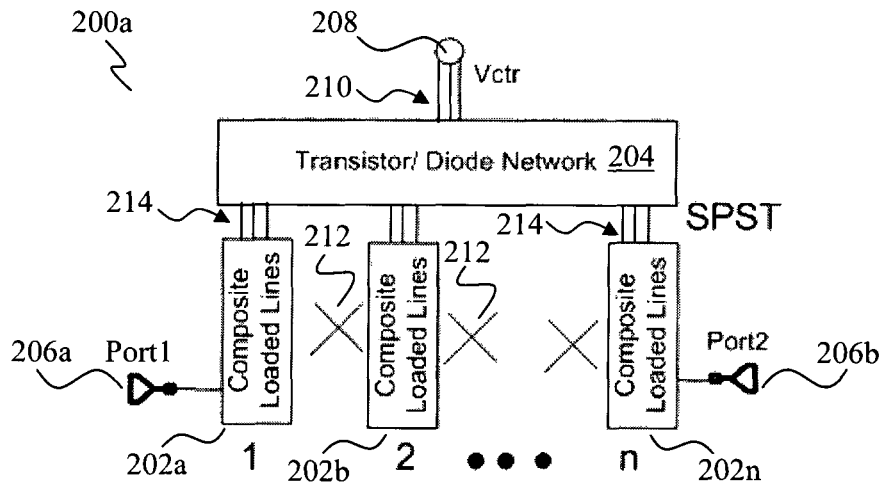 200a
208
Vctr
210
Transistor/ Diode Network 204
214
214
SPST
212
212
Composite Loaded Lines
Composite Loaded Lines
Composite Loaded Lines
206a
Port1
Port2
206b
202a
1
202b
2
n
202n